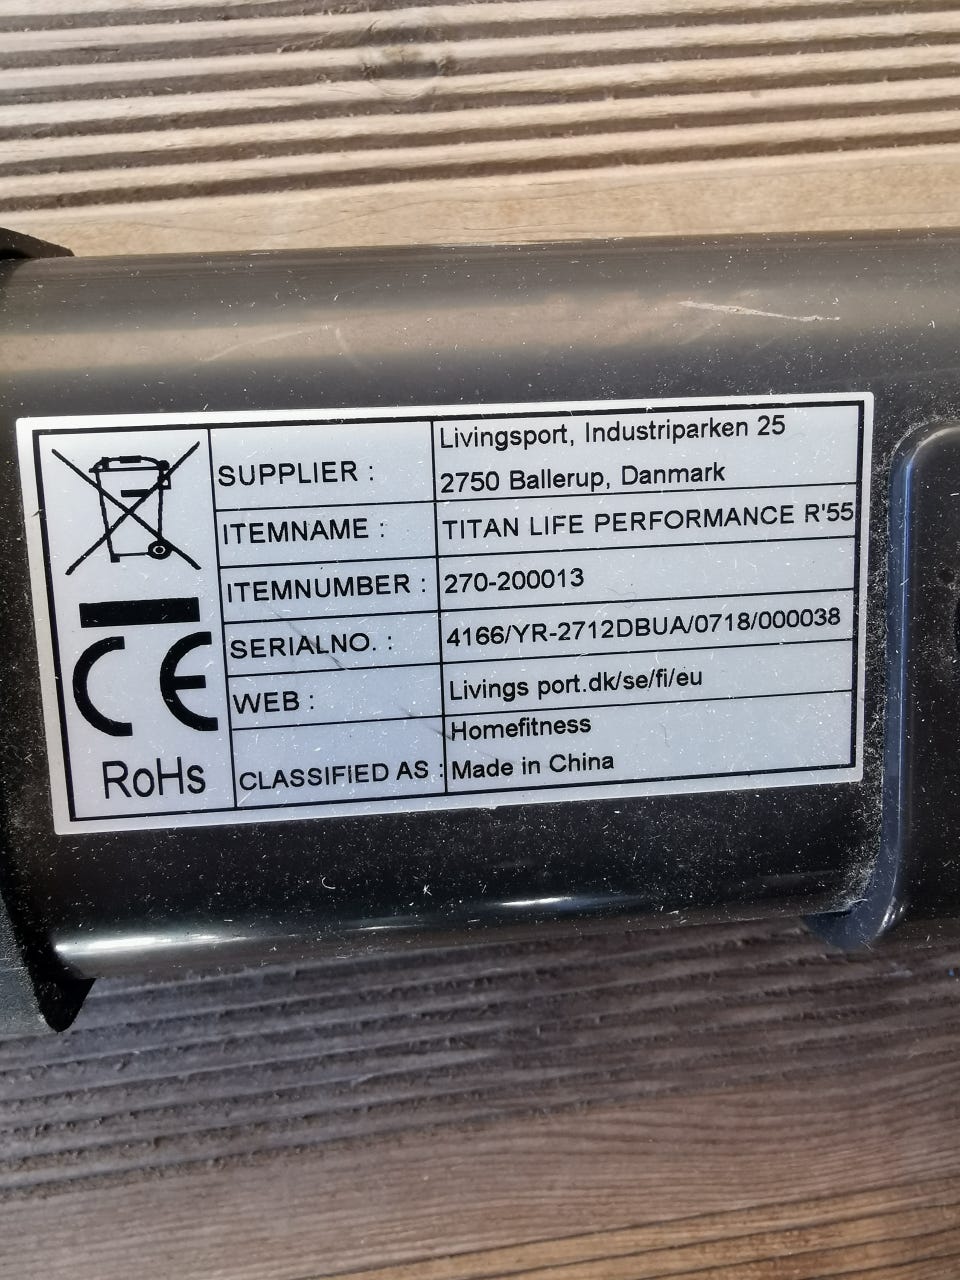 SUPPLIER : Livingsport, Industriparken 25
2750 Ballerup, Danmark
ITEMNAME : TITAN LIFE PERFORMANCE R'55
ITEMNUMBER : 270-200013
SERIALNO. : 4166/YR-2712DBUA/0718/000038
WEB : Livings port.dk/se/fi/eu
CLASSIFIED AS : Homefitness
Made in China
CE
RoHs